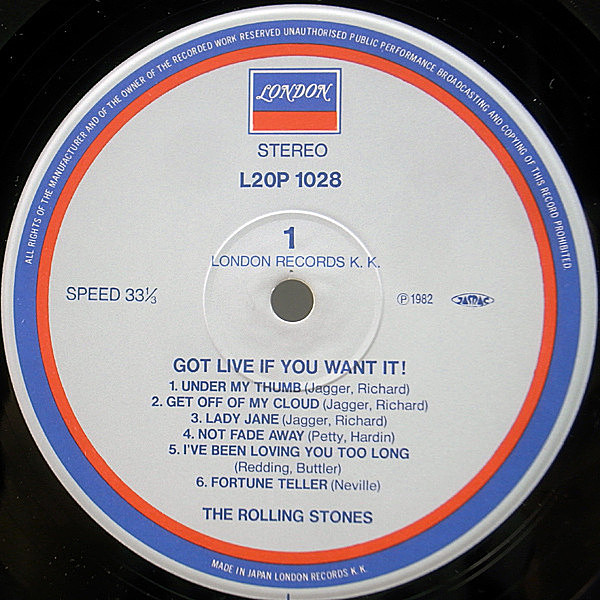 ALL RIGHTS OF THE MANUFACTURER AND OF THE OWNER OF THE RECORDED WORK RESERVED UNAUTHORISED PUBLIC PERFORMANCE BROADCASTING AND COPYING OF THIS RECORD PROHIBITED
LONDON
STEREO
L20P 1028
1
LONDON RECORDS K. K.
SPEED 33⅓
℗ 1982 JASRAC
GOT LIVE IF YOU WANT IT!
1. UNDER MY THUMB (Jagger, Richard)
2. GET OFF OF MY CLOUD (Jagger, Richard)
3. LADY JANE (Jagger, Richard)
4. NOT FADE AWAY (Petty, Hardin)
5. I'VE BEEN LOVING YOU TOO LONG
(Redding, Buttler)
6. FORTUNE TELLER (Neville)
THE ROLLING STONES
MADE IN JAPAN LONDON RECORDS K.K.